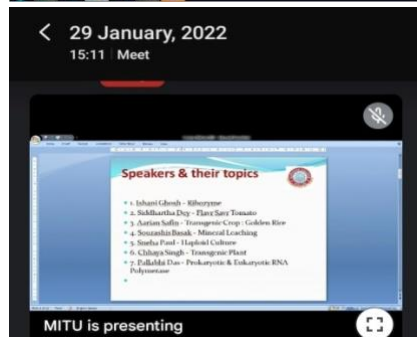 29 January, 2022
15:11 Meet
Speakers & their topics
1. Ishani Ghosh - Ribozyme
2. Siddhartha Dey - Flavr Savr Tomato
3. Aarian Safin - Transgenic Crop : Golden Rice
4. Sourashis Basak - Mineral Leaching
5. Sneha Paul - Haploid Culture
6. Chhaya Singh - Transgenic Plant
7. Pallabhi Das - Prokaryotic & Eukaryotic RNA
Polymerase
MITU is presenting